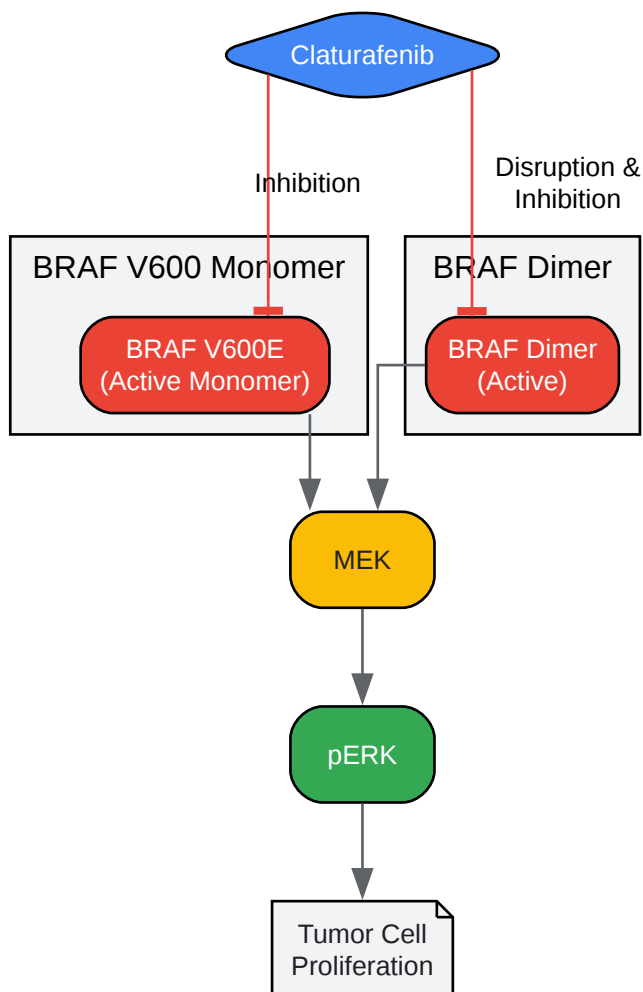 Claturafenib
Inhibition
Disruption &
Inhibition
BRAF V600 Monomer
BRAF Dimer
BRAF V600E
(Active Monomer)
BRAF Dimer
(Active)
MEK
pERK
Tumor Cell
Proliferation